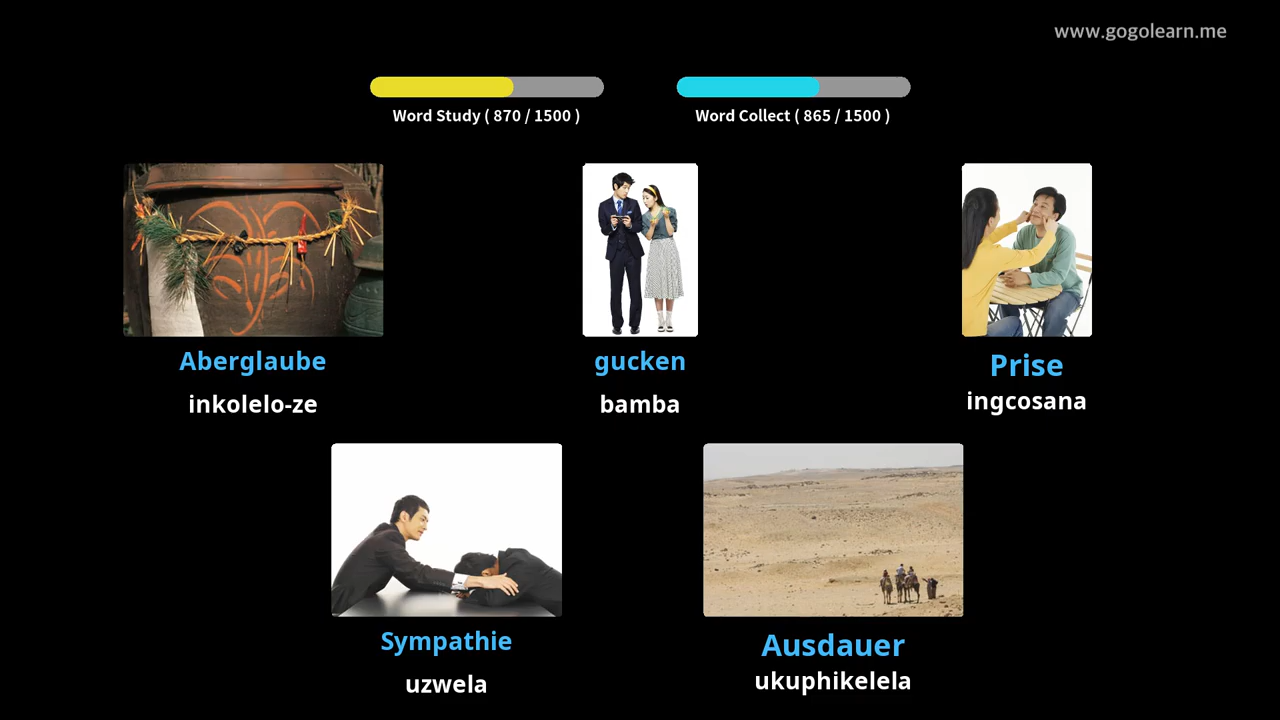 www.gogolearn.me
Word Study ( 870 / 1500 )
Word Collect ( 865 / 1500 )
Aberglaube
inkolelo-ze
gucken
bamba
Prise
ingcosana
Sympathie
uzwela
Ausdauer
ukuphikelela